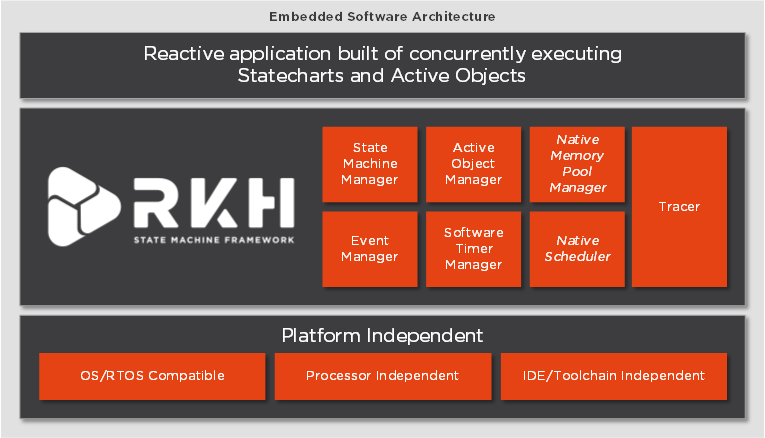 Embedded Software Architecture
Reactive application built of concurrently executing
Statecharts and Active Objects
RKH
STATE MACHINE FRAMEWORK
State
Machine
Manager
Active
Object
Manager
Native
Memory
Pool
Manager
Tracer
Event
Manager
Software
Timer
Manager
Native
Scheduler
Platform Independent
OS/RTOS Compatible
Processor Independent
IDE/Toolchain Independent